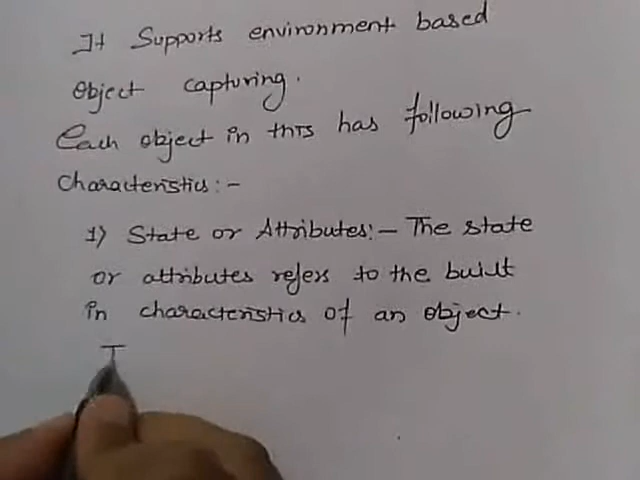 It Supports environment based
Object capturing.
Each object in this has following
Characteristics:-
1) State or Attributes:- The state
or attributes refers to the built
in characteristics of an object.
T